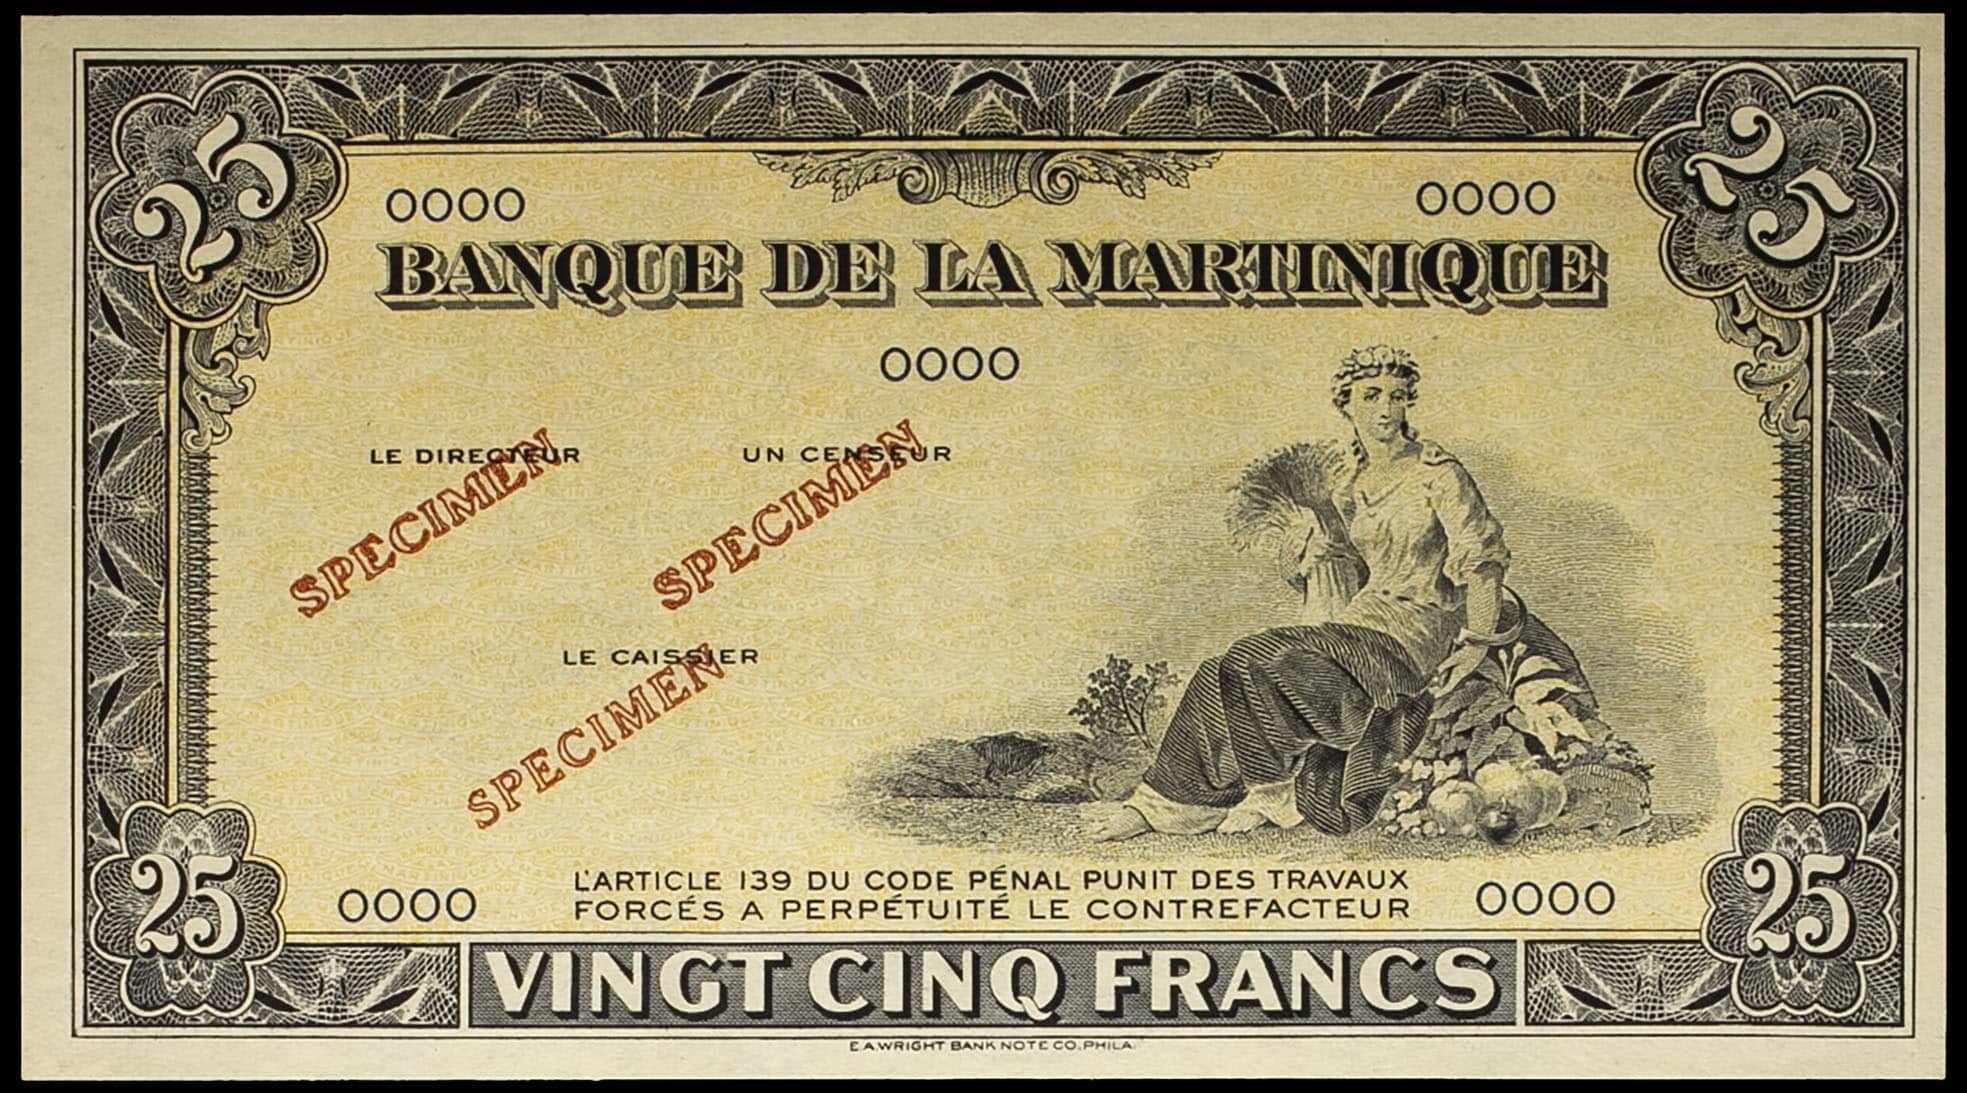 25
25
0000
0000
BANQUE DE LA MARTINIQUE
0000
LE DIRECTEUR
UN CENSEUR
SPECIMEN
SPECIMEN
LE CAISSIER
SPECIMEN
25
0000
L'ARTICLE 139 DU CODE PÉNAL PUNIT DES TRAVAUX
FORCÉS A PERPÉTUITÉ LE CONTREFACTEUR
0000
25
VINGT CINQ FRANCS
E.A.WRIGHT BANK NOTE CO.PHILA.